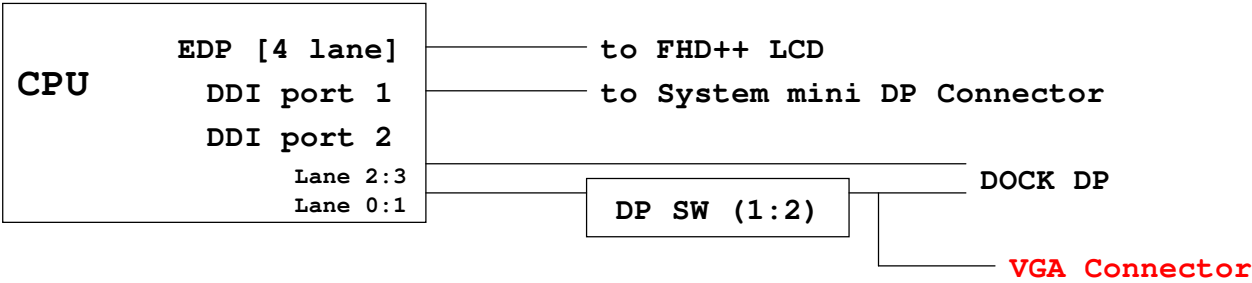 EDP [4 lane]
to FHD++ LCD
CPU
DDI port 1
to System mini DP Connector
DDI port 2
Lane 2:3
DOCK DP
Lane 0:1
DP SW (1:2)
VGA Connector